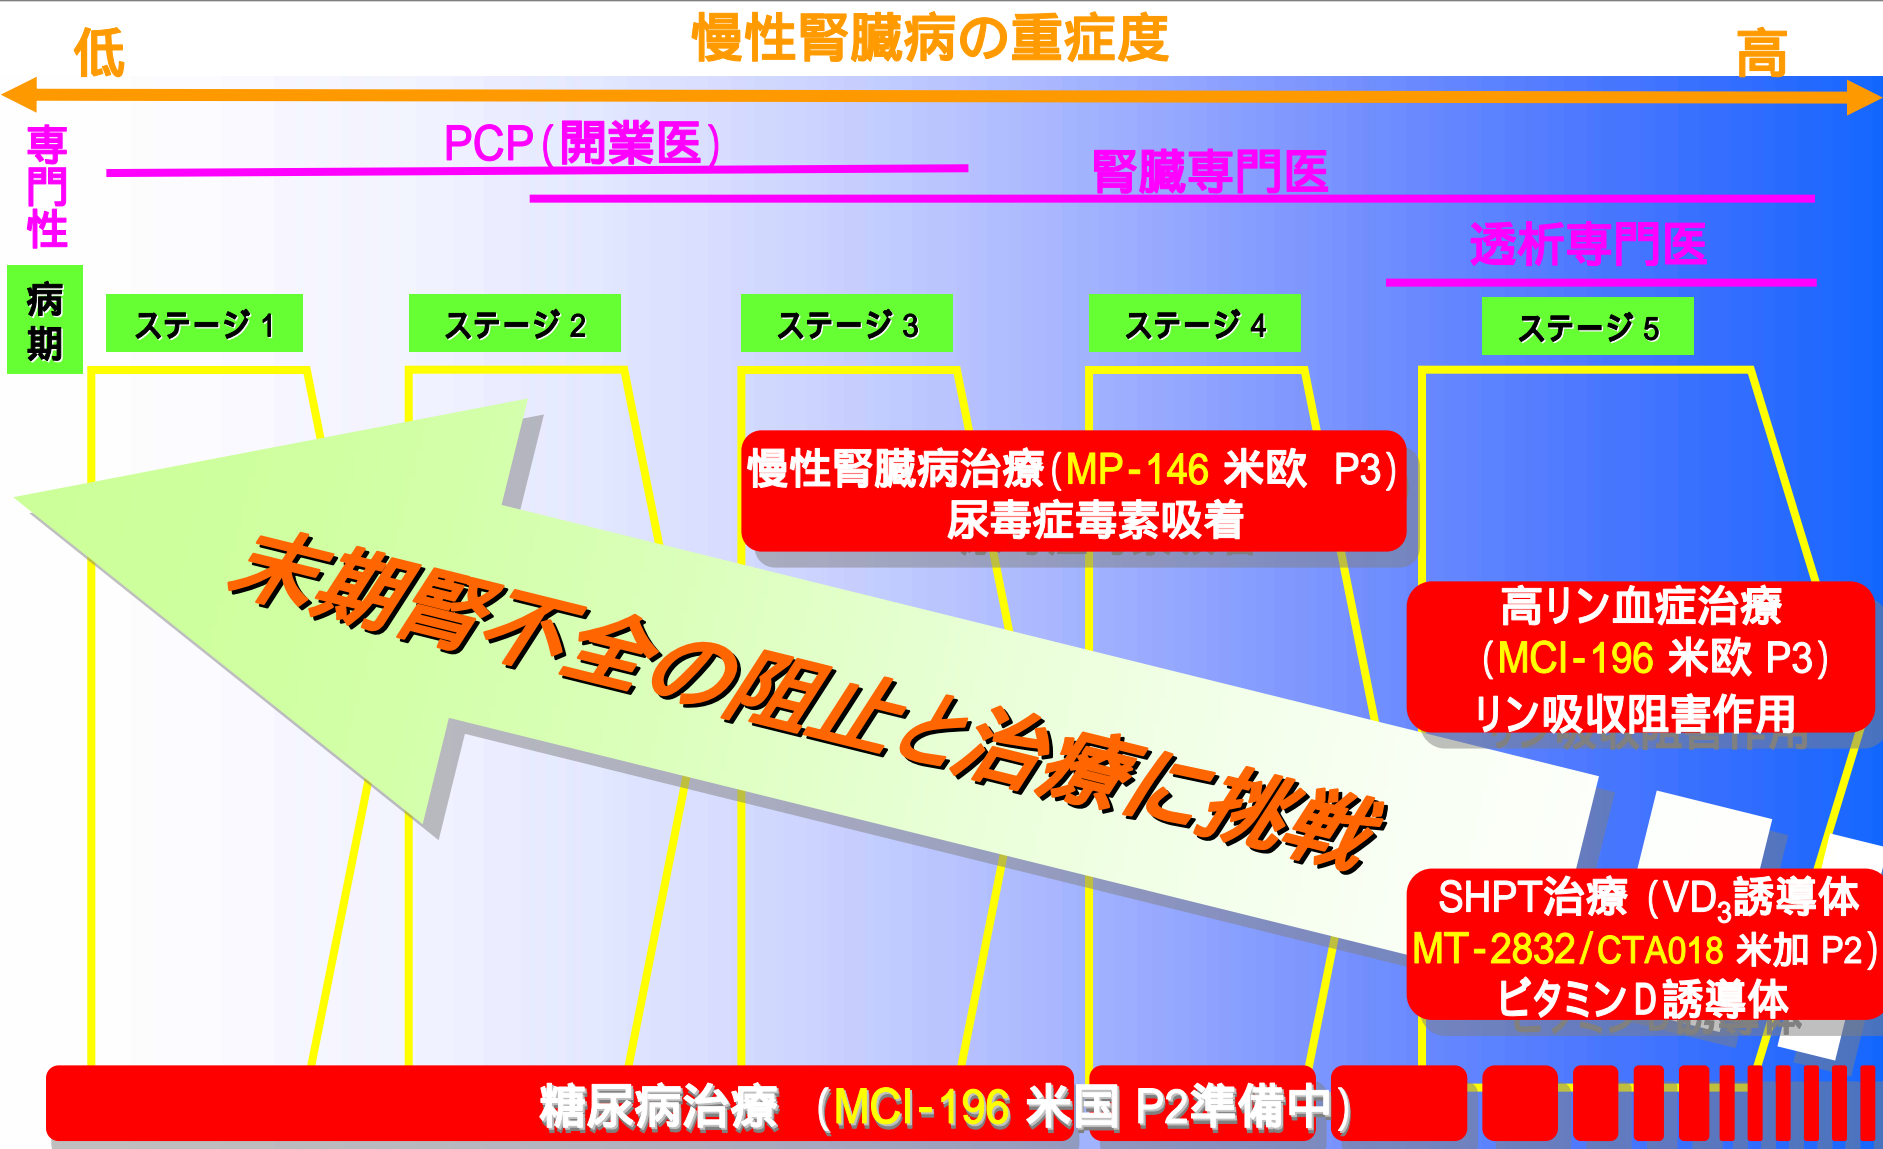 慢性腎臓病の重症度
低
高
専門性
PCP(開業医)
腎臓専門医
透析専門医
病期
ステージ 1
ステージ 2
ステージ 3
ステージ 4
ステージ 5
慢性腎臓病治療(MP-146 米欧 P3)
尿毒症毒素吸着
末期腎不全の阻止と治療に挑戦
高リン血症治療
(MCI-196 米欧 P3)
リン吸収阻害作用
SHPT治療 (VD3誘導体
MT-2832/CTA018 米加 P2)
ビタミンD誘導体
糖尿病治療 (MCI-196 米国 P2準備中)